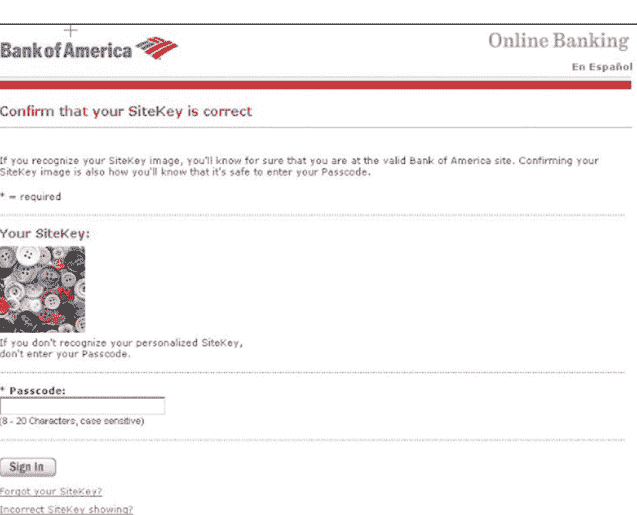 Bank of America
Online Banking
En Español
Confirm that your SiteKey is correct
If you recognize your SiteKey image, you'll know for sure that you are at the valid Bank of America site. Confirming your
SiteKey image is also how you'll know that it's safe to enter your Passcode.
* = required
Your SiteKey:
If you don't recognize your personalized SiteKey,
don't enter your Passcode.
* Passcode:
(8 - 20 Characters, case sensitive)
Sign In
Forgot your SiteKey?
Incorrect SiteKey showing?